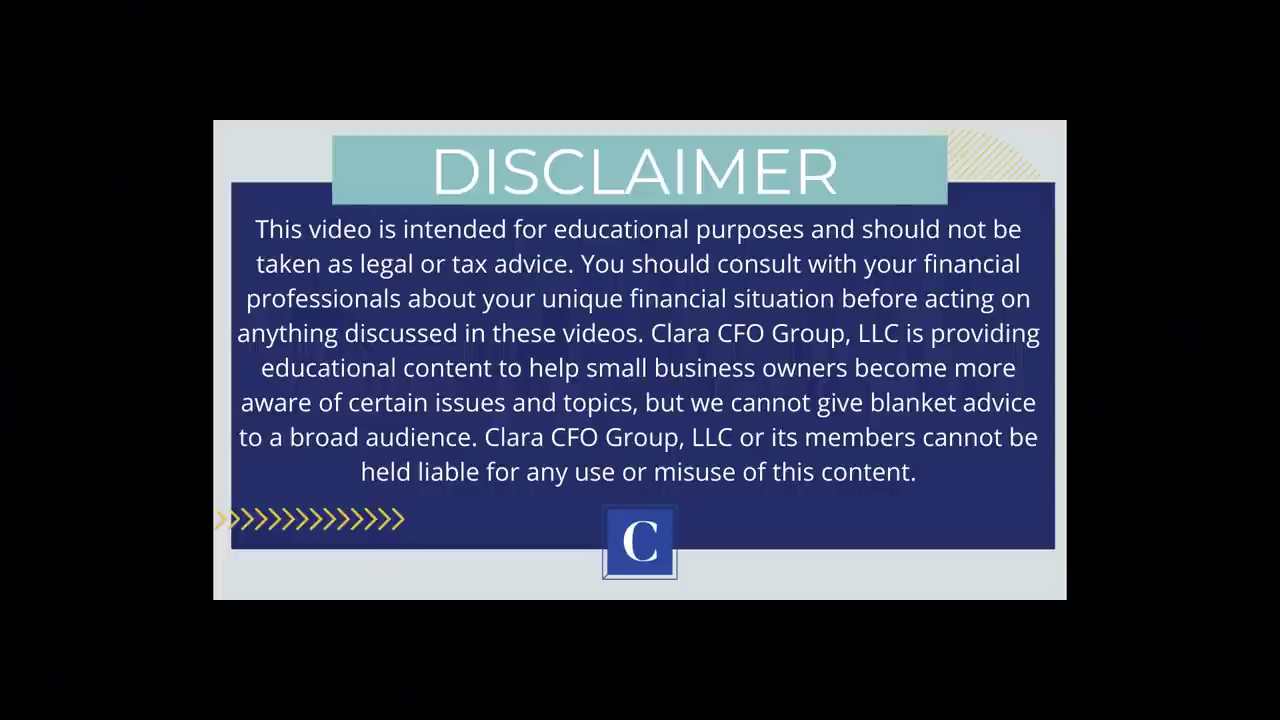 DISCLAIMER
This video is intended for educational purposes and should not be
taken as legal or tax advice. You should consult with your financial
professionals about your unique financial situation before acting on
anything discussed in these videos. Clara CFO Group, LLC is providing
educational content to help small business owners become more
aware of certain issues and topics, but we cannot give blanket advice
to a broad audience. Clara CFO Group, LLC or its members cannot be
held liable for any use or misuse of this content.
C